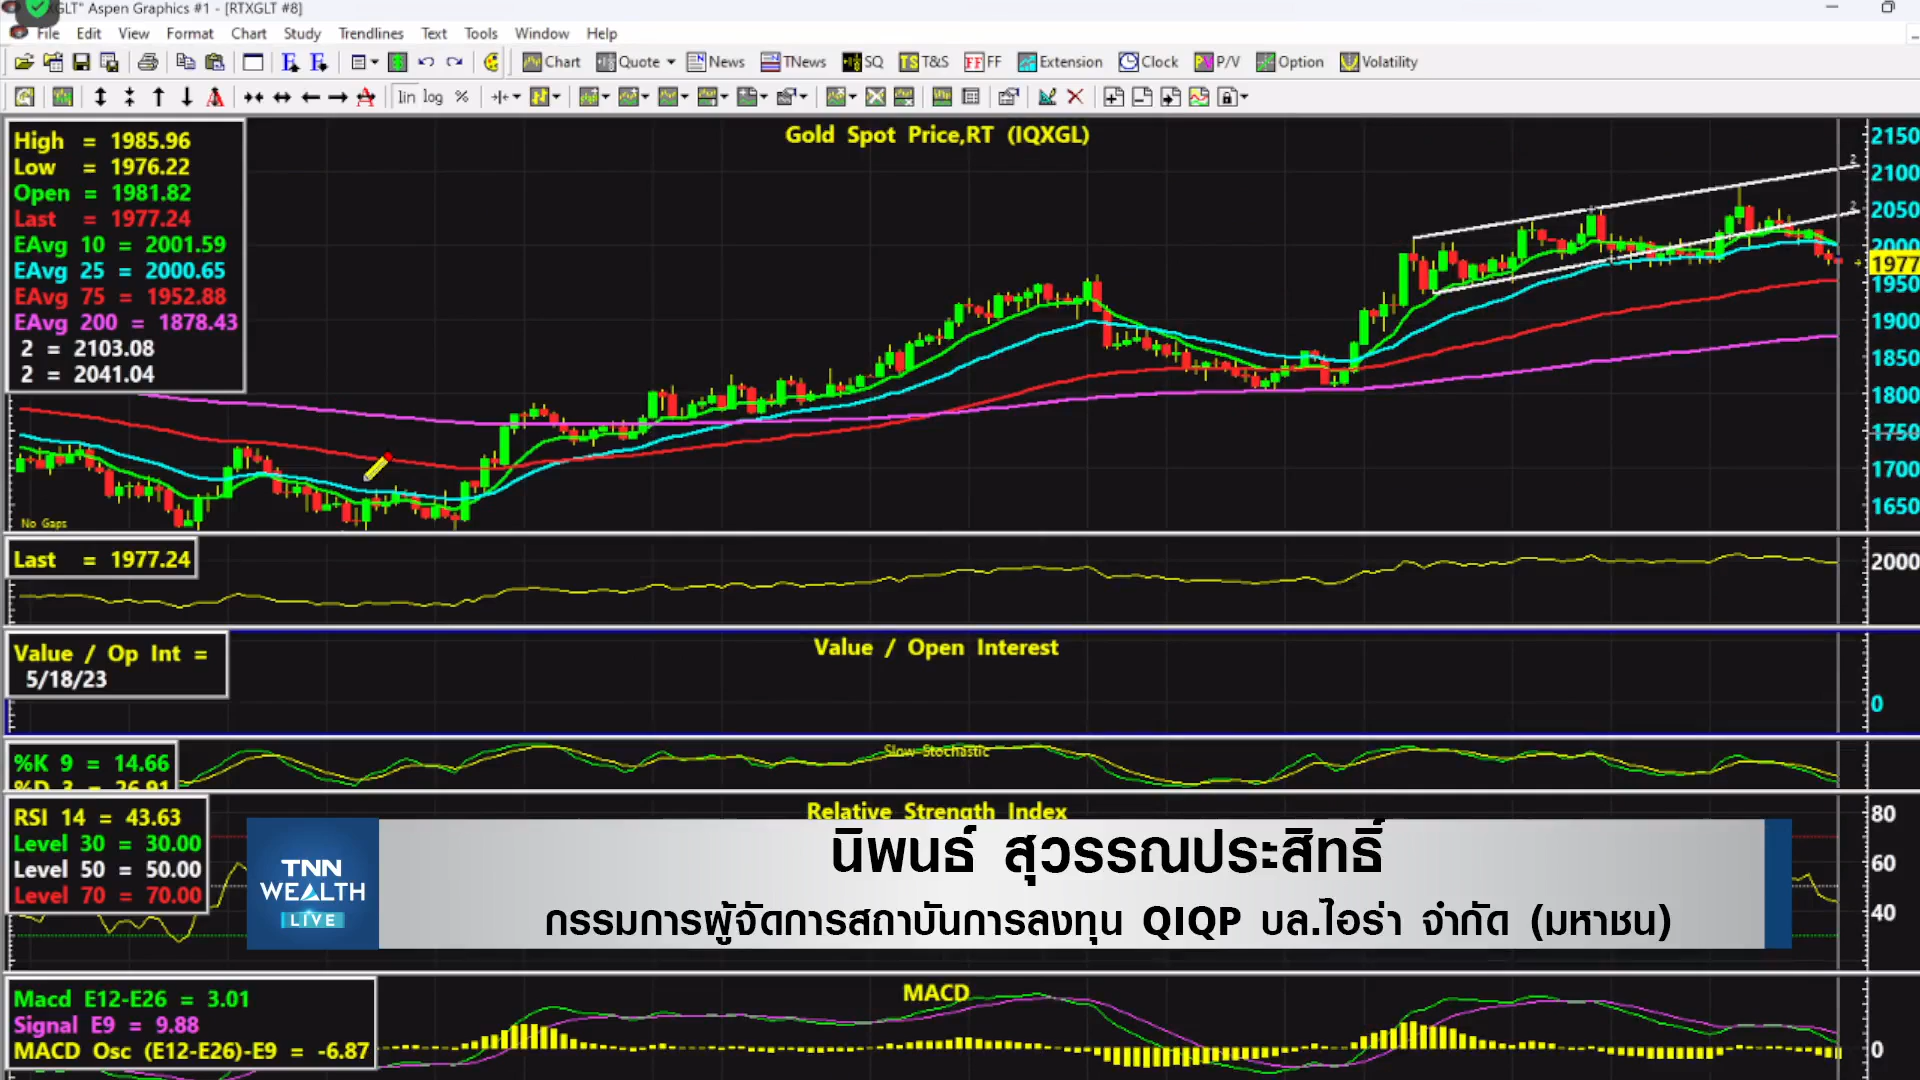 GLT" Aspen Graphics #1 - [RTXGLT #8]
File Edit View Format Chart Study Trendlines Text Tools Window Help
Chart Quote News TNews SQ T&S FF Extension Clock P/V Option Volatility
lin log %
Gold Spot Price,RT (IQXGL)
High = 1985.96
Low = 1976.22
Open = 1981.82
Last = 1977.24
EAvg 10 = 2001.59
EAvg 25 = 2000.65
EAvg 75 = 1952.88
EAvg 200 = 1878.43
2 = 2103.08
2 = 2041.04
2
2
2150
2100
2050
2000
1977
1950
1900
1850
1800
1750
1700
1650
No Gaps
Last = 1977.24
2000
Value / Open Interest
Value / Op Int =
5/18/23
0
Slow Stochastic
%K 9 = 14.66
%D 3 = 26.91
Relative Strength Index
RSI 14 = 43.63
Level 30 = 30.00
Level 50 = 50.00
Level 70 = 70.00
80
60
40
TNN
WEALTH
LIVE
นิพนธ์ สุวรรณประสิทธิ์
กรรมการผู้จัดการสถาบันการลงทุน QIQP บล.ไอร่า จำกัด (มหาชน)
MACD
Macd E12-E26 = 3.01
Signal E9 = 9.88
MACD Osc (E12-E26)-E9 = -6.87
0